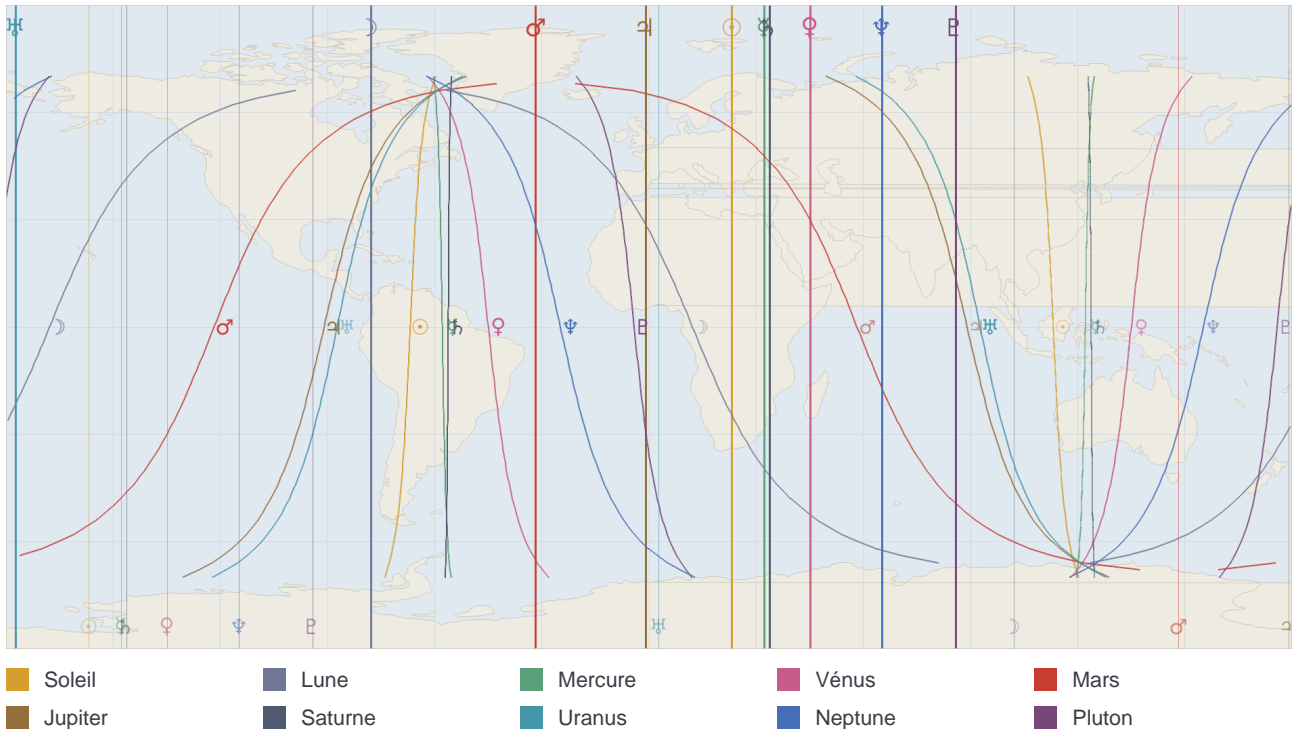 ♅ ☽ ♂ ♃ ☉ ☿ ♄ ♀ ♆ ♇
☽ ♂ ♃ ♅ ☉ ☿ ♄ ♀ ♆ ♇ ☽ ♂ ♃ ♅ ☉ ☿ ♄ ♀ ♆ ♇
☉ ☿ ♄ ♀ ♆ ♇ ♅ ☽ ♂ ♃
Soleil Lune Mercure Vénus Mars
Jupiter Saturne Uranus Neptune Pluton